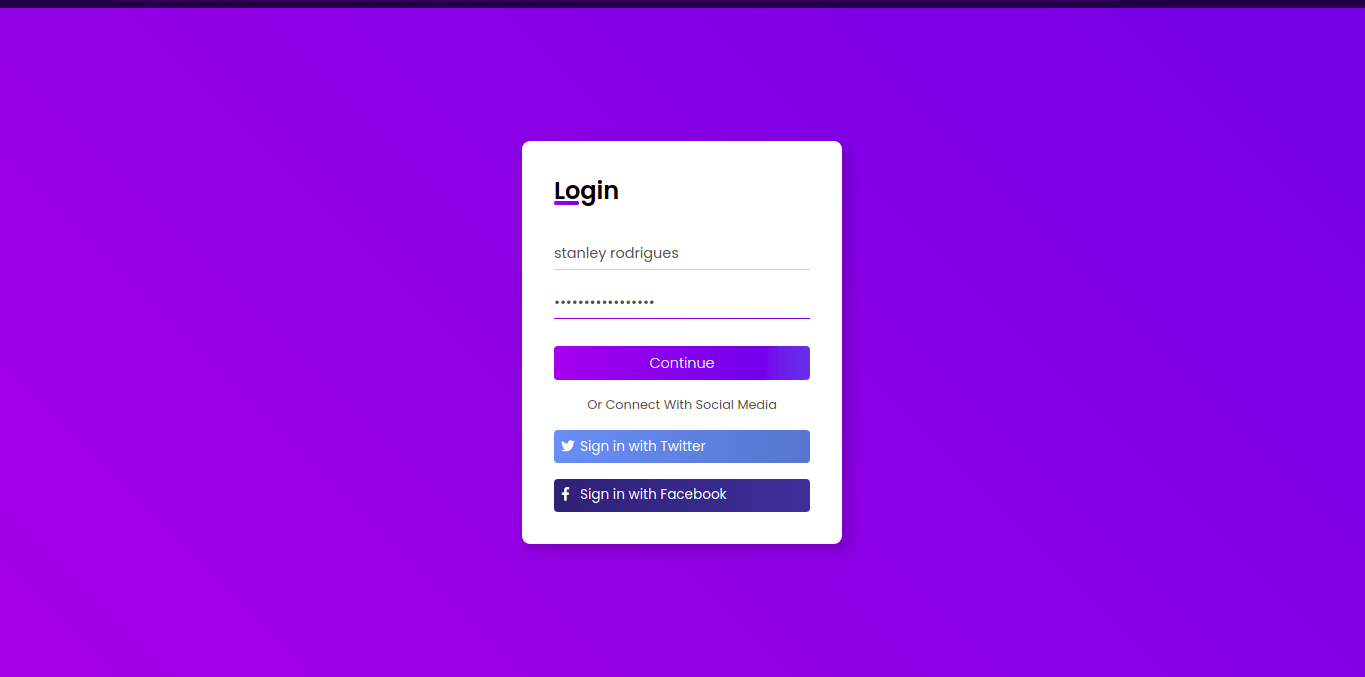 Login
stanley rodrigues
•••••••••••••••••
Continue
Or Connect With Social Media
Sign in with Twitter
Sign in with Facebook